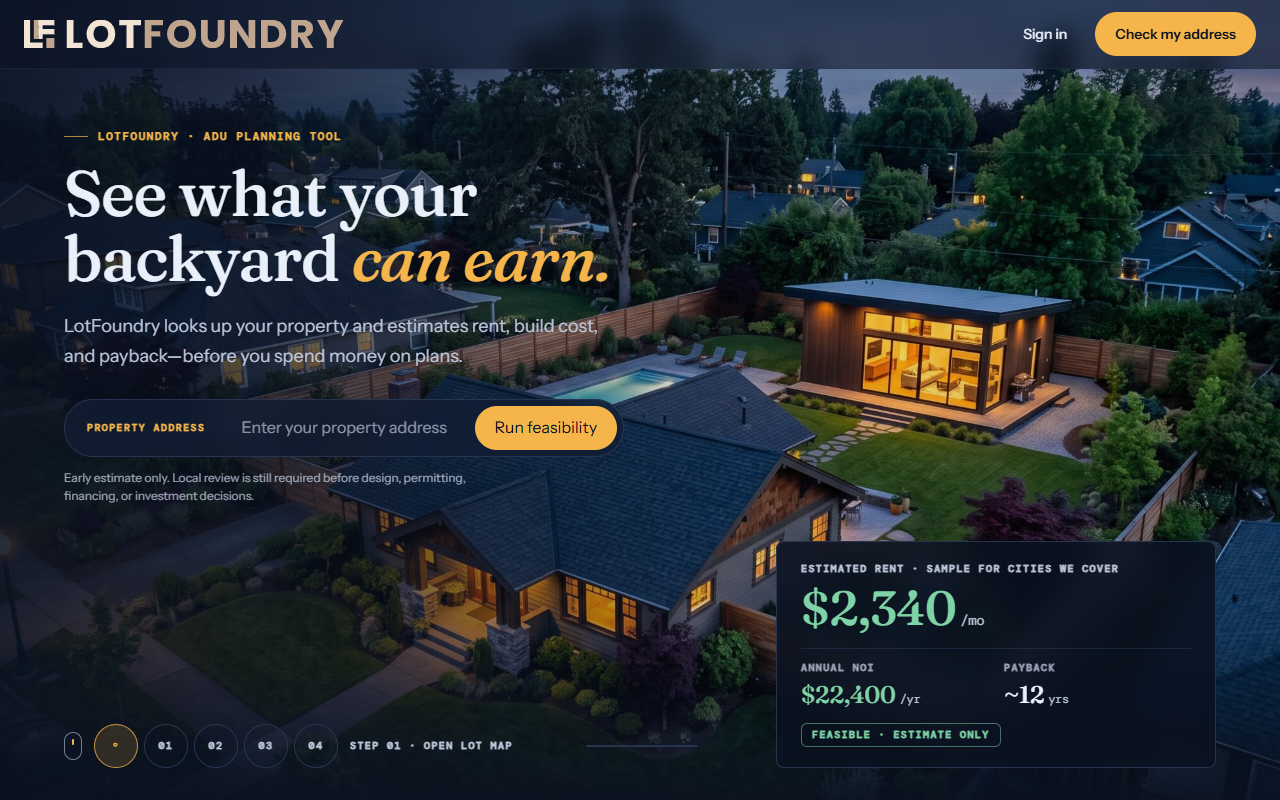 LOTFOUNDRY
Sign in
Check my address
LOTFOUNDRY · ADU PLANNING TOOL
See what your
backyard can earn.
LotFoundry looks up your property and estimates rent, build cost,
and payback—before you spend money on plans.
PROPERTY ADDRESS
Enter your property address
Run feasibility
Early estimate only. Local review is still required before design, permitting,
financing, or investment decisions.
ESTIMATED RENT · SAMPLE FOR CITIES WE COVER
$2,340 /mo
ANNUAL NOI
PAYBACK
$22,400 /yr
~12 yrs
FEASIBLE · ESTIMATE ONLY
01 02 03 04 STEP 01 · OPEN LOT MAP